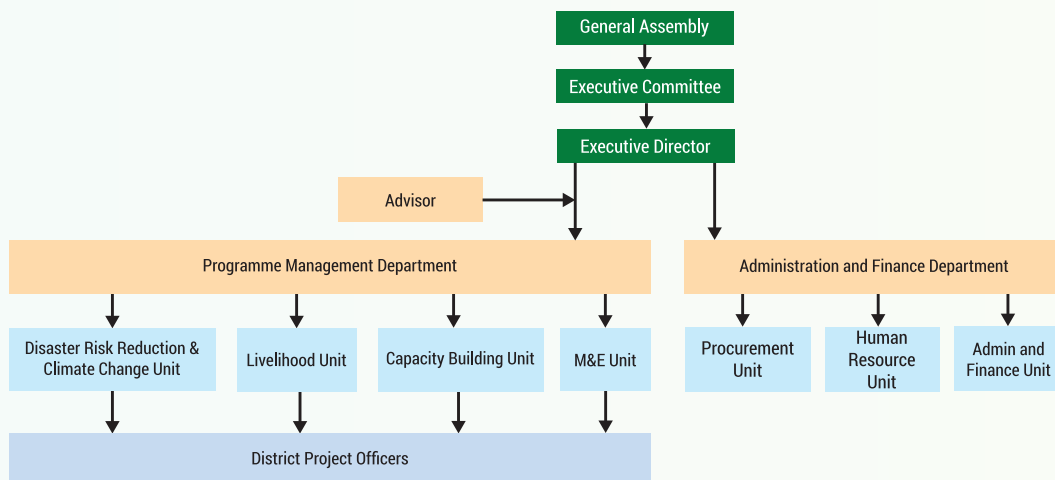 General Assembly
Executive Committee
Executive Director
Advisor
Programme Management Department
Administration and Finance Department
Disaster Risk Reduction &
Climate Change Unit
Livelihood Unit
Capacity Building Unit
M&E Unit
Procurement
Unit
Human
Resource
Unit
Admin and
Finance Unit
District Project Officers